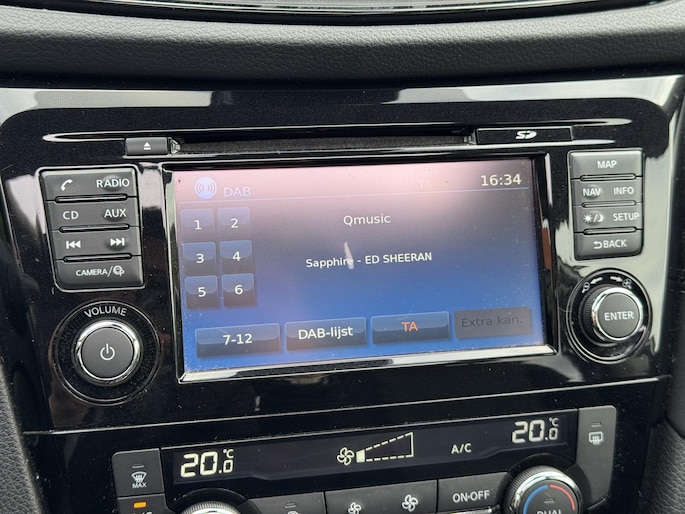 SD
RADIO
CD AUX
CAMERA/
VOLUME
DAB
TA
16:34
1 2
3 4
5 6
Qmusic
Sapphire - ED SHEERAN
7-12
DAB-lijst
TA
Extra kan.
MAP
NAV INFO
SETUP
BACK
ENTER
MAX
20.0 °C
A/C
20.0 °C
ON·OFF
DUAL